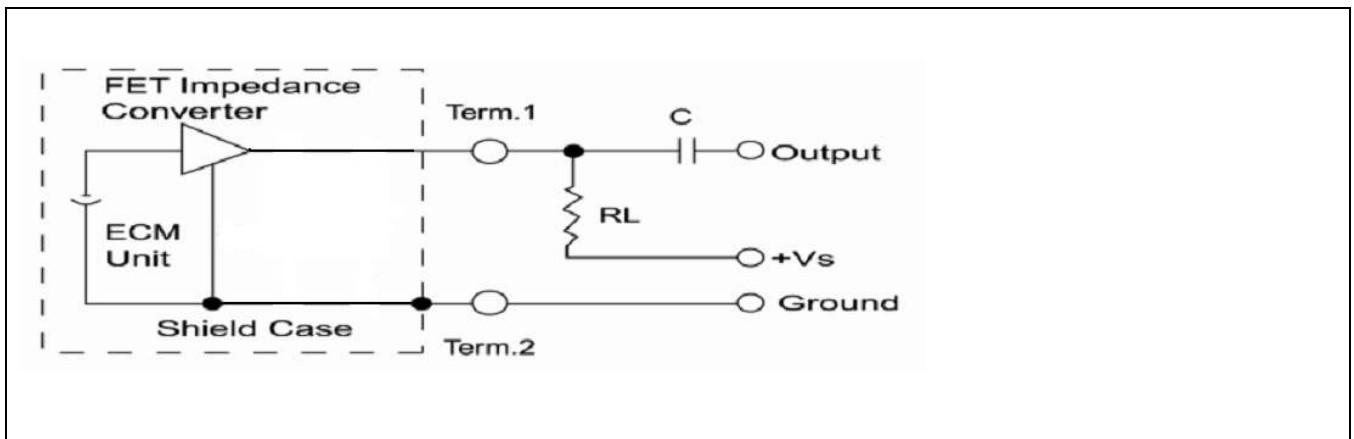 FET Impedance
Converter
Term.1
C
Output
RL
ECM
Unit
+Vs
Ground
Shield Case
Term.2